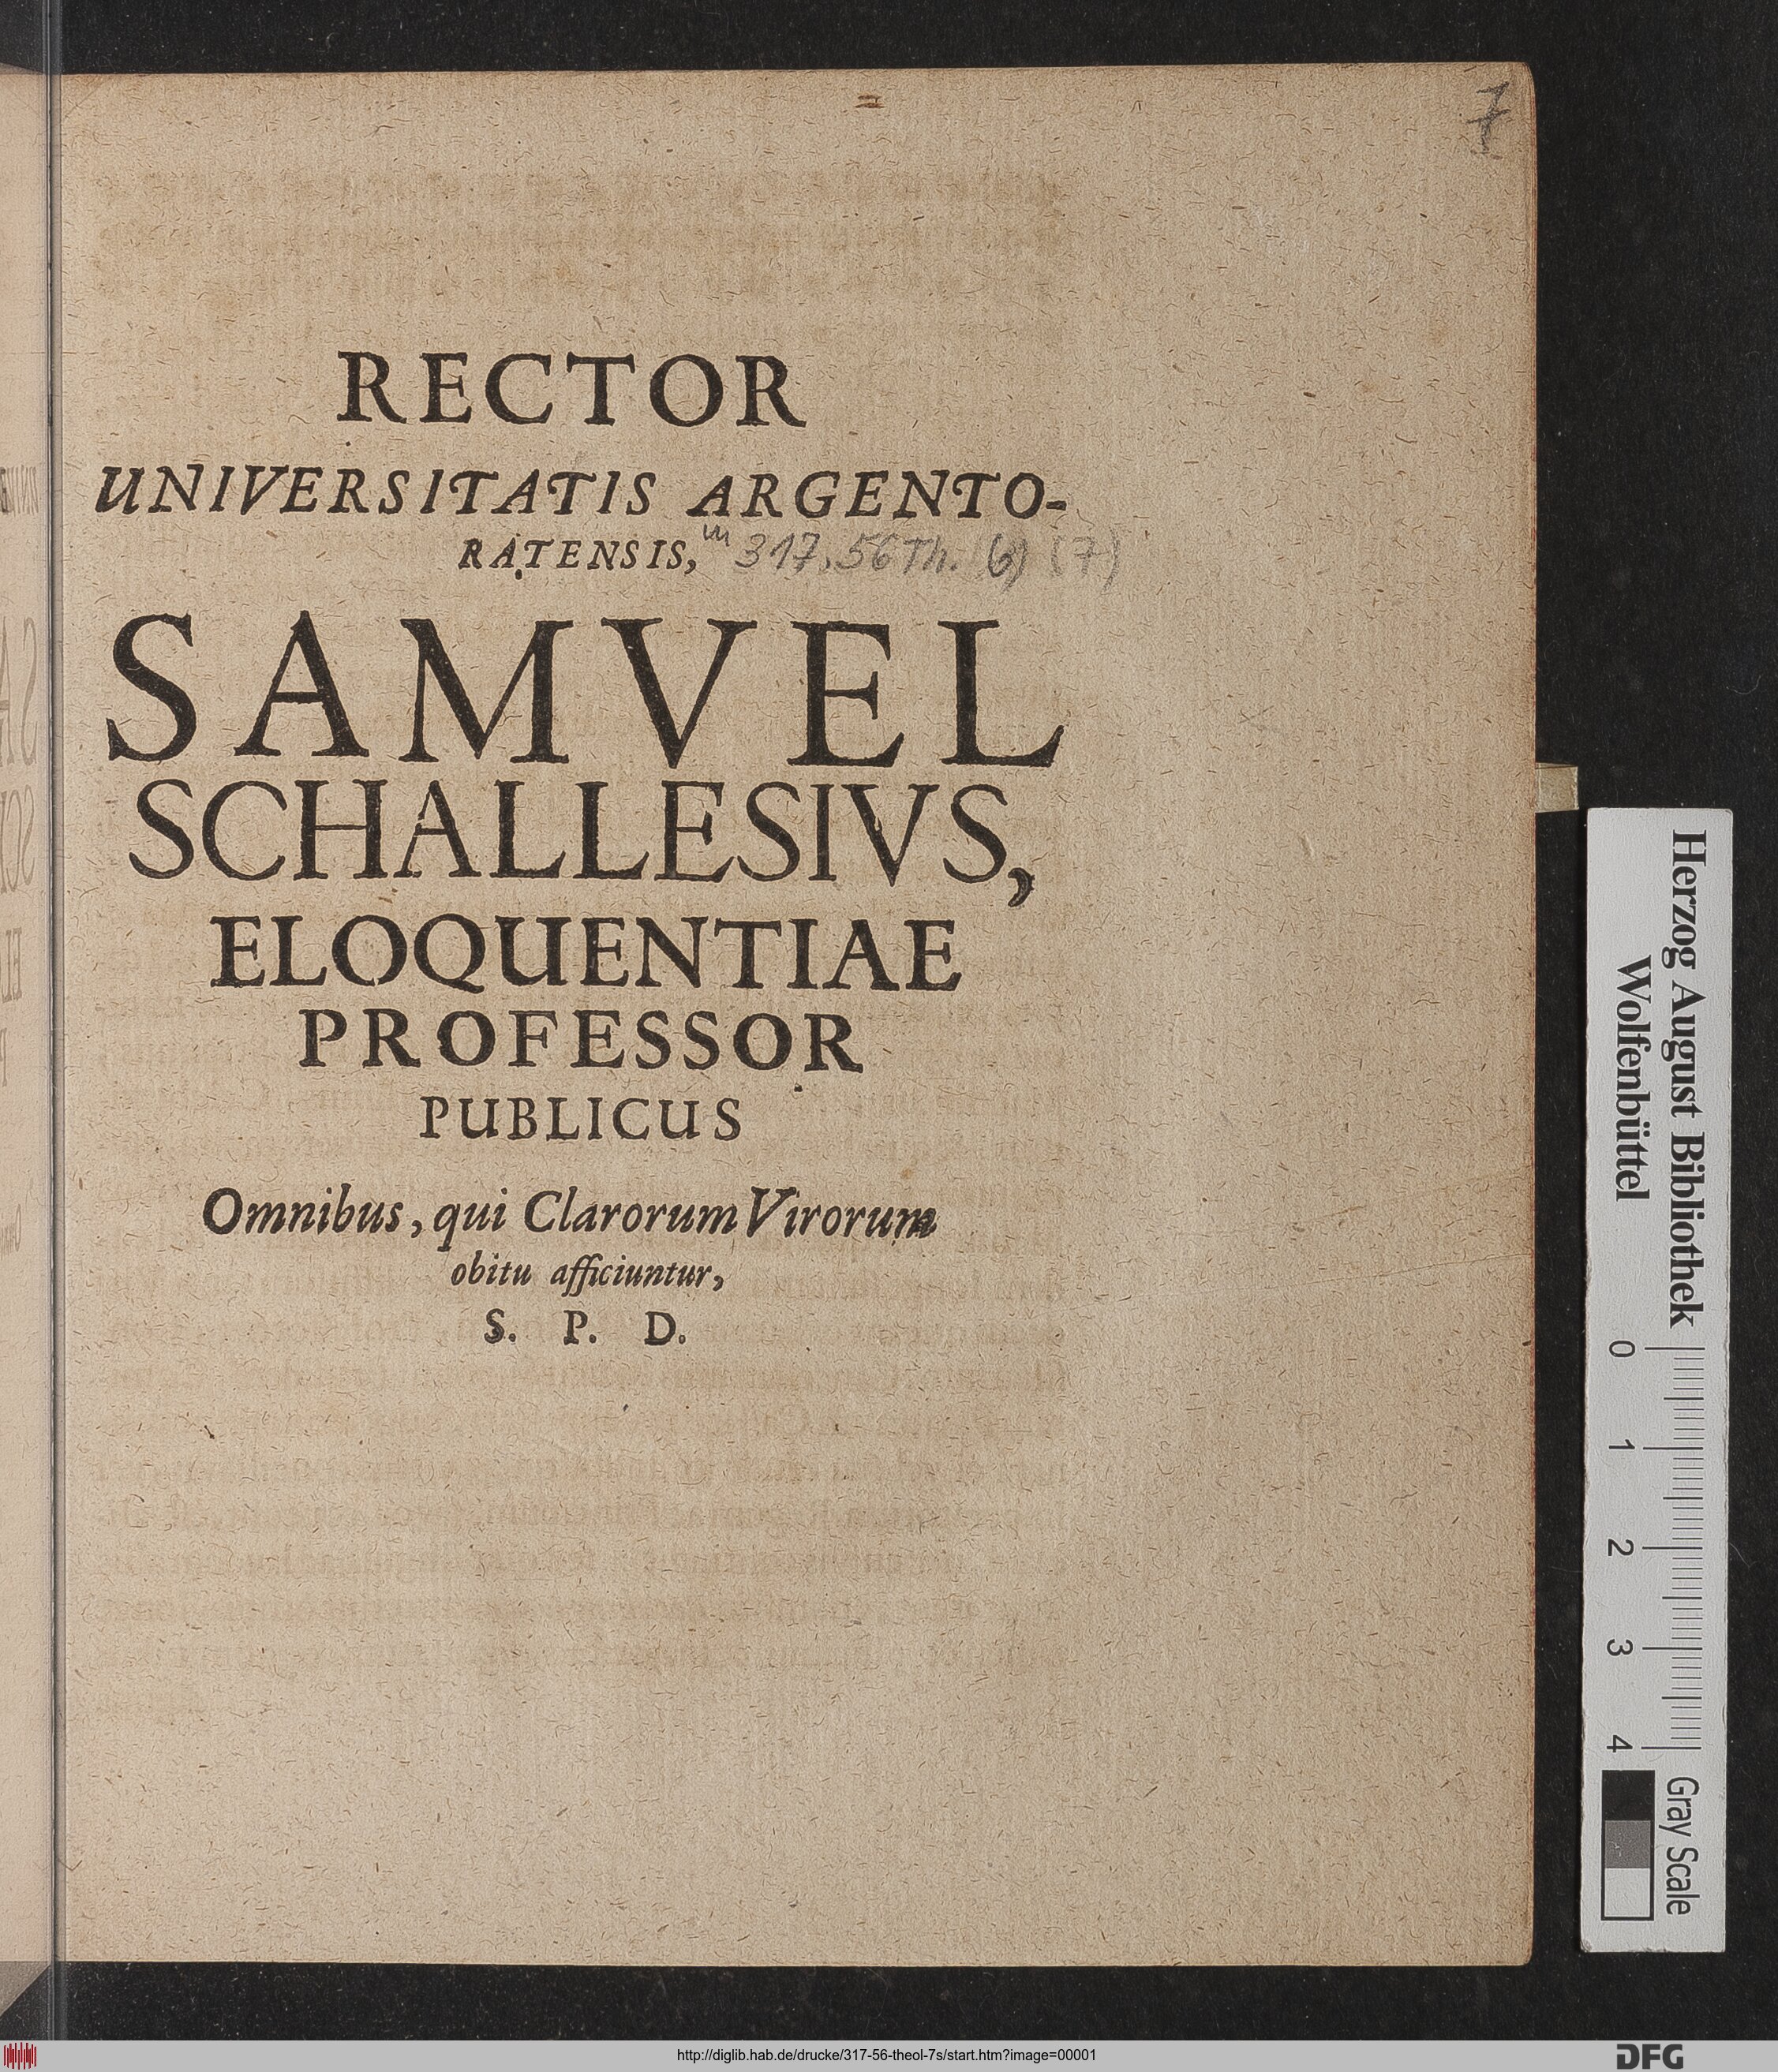 7
RECTOR
UNIVERSITATIS ARGENTO-
RATENSIS, in 317. 56 Th. (6) (7)
SAMVEL
SCHALLESIVS,
ELOQUENTIAE
PROFESSOR
PUBLICUS
Omnibus, qui Clarorum Virorum
obitu afficiuntur,
S. P. D.
Herzog August Bibliothek
Wolfenbüttel
0 1 2 3 4
Gray Scale
http://diglib.hab.de/drucke/317-56-theol-7s/start.htm?image=00001
DFG